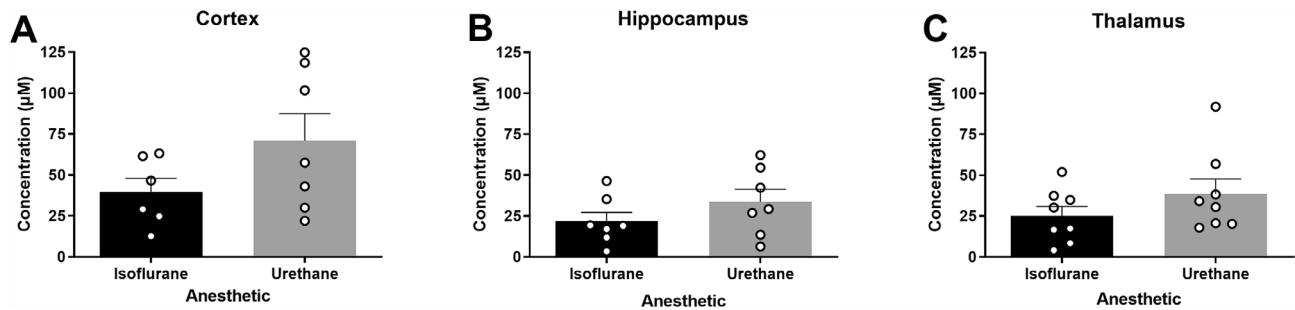 A
Cortex
Concentration (µM)
125
100
75
50
25
0
Isoflurane
Urethane
Anesthetic
B
Hippocampus
Concentration (µM)
125
100
75
50
25
0
Isoflurane
Urethane
Anesthetic
C
Thalamus
Concentration (µM)
125
100
75
50
25
0
Isoflurane
Urethane
Anesthetic